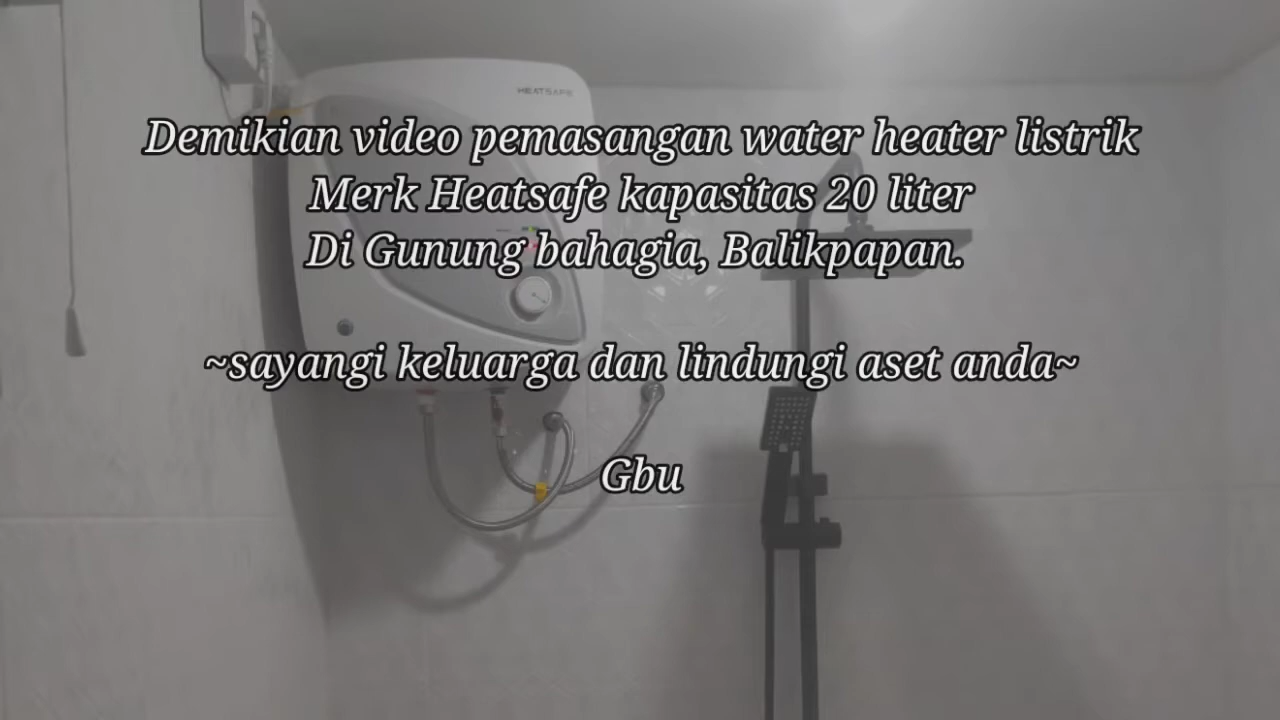 HEATSAFE
Demikian video pemasangan water heater listrik
Merk Heatsafe kapasitas 20 liter
Di Gunung bahagia, Balikpapan.
~sayangi keluarga dan lindungi aset anda~
Gbu